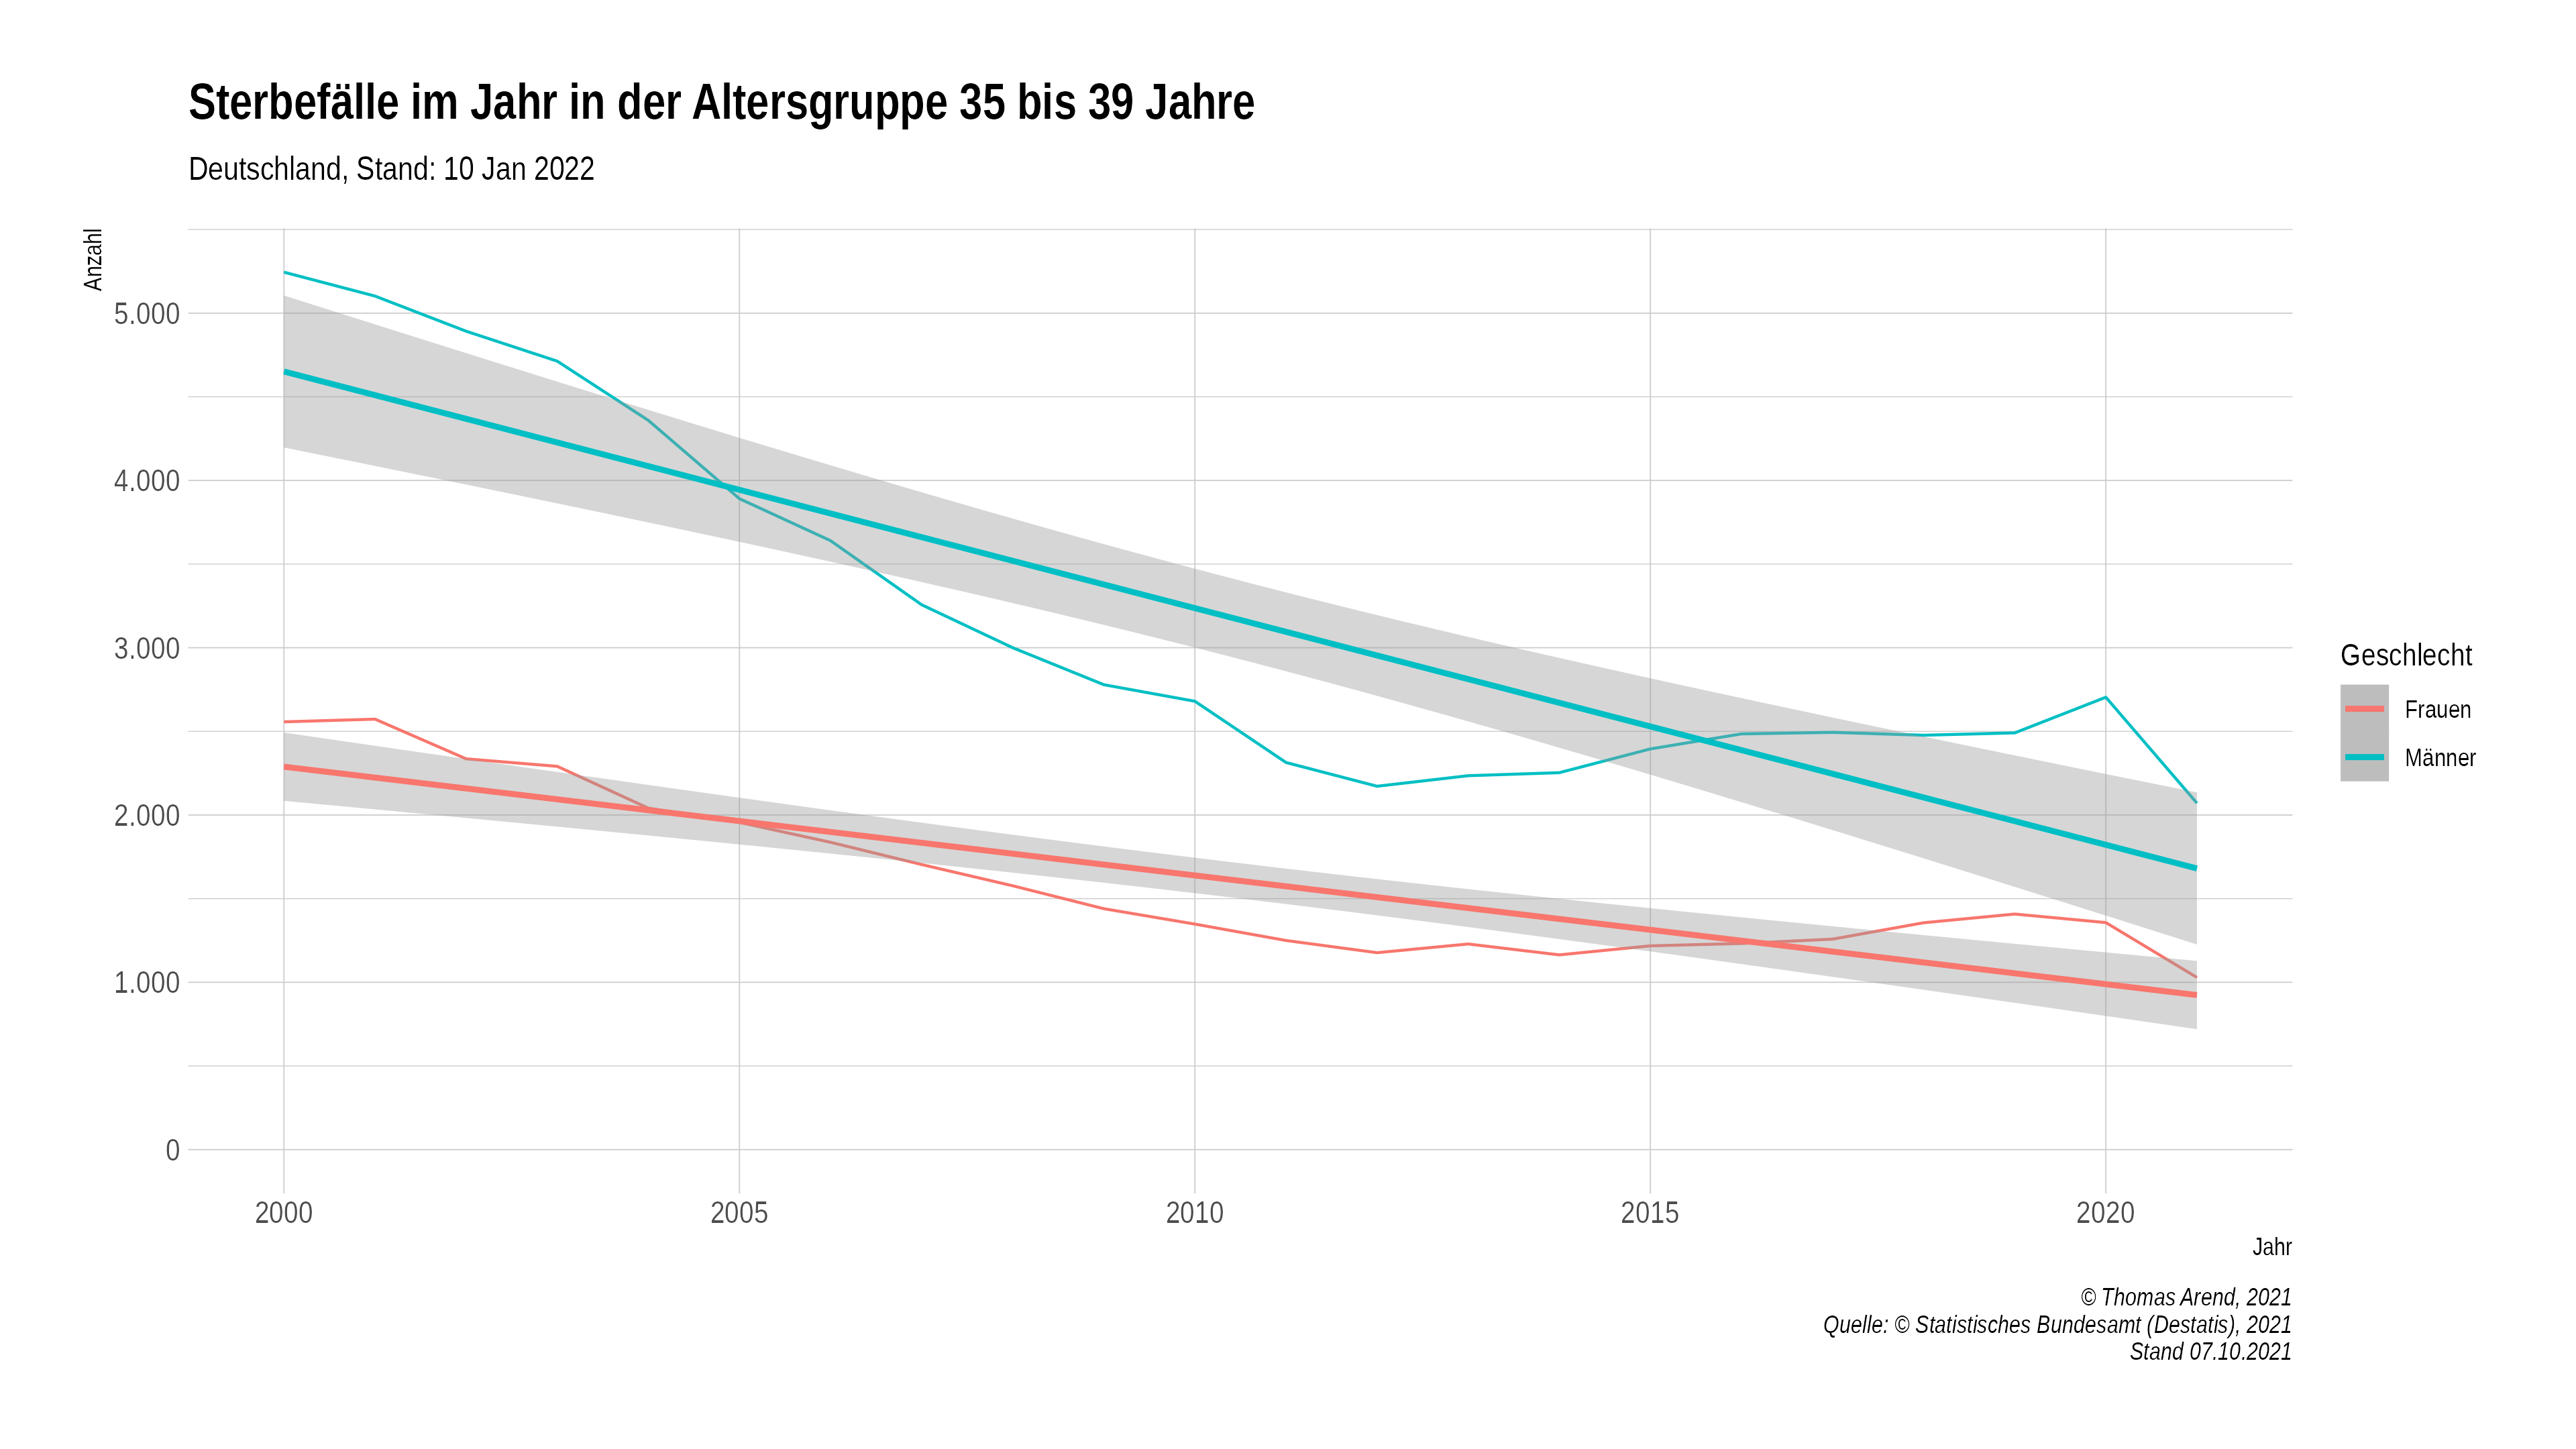 Sterbefälle im Jahr in der Altersgruppe 35 bis 39 Jahre
Deutschland, Stand: 10 Jan 2022
Anzahl
5.000
4.000
3.000
2.000
1.000
0
2000
2005
2010
2015
2020
Jahr
Geschlecht
Frauen
Männer
© Thomas Arend, 2021
Quelle: © Statistisches Bundesamt (Destatis), 2021
Stand 07.10.2021